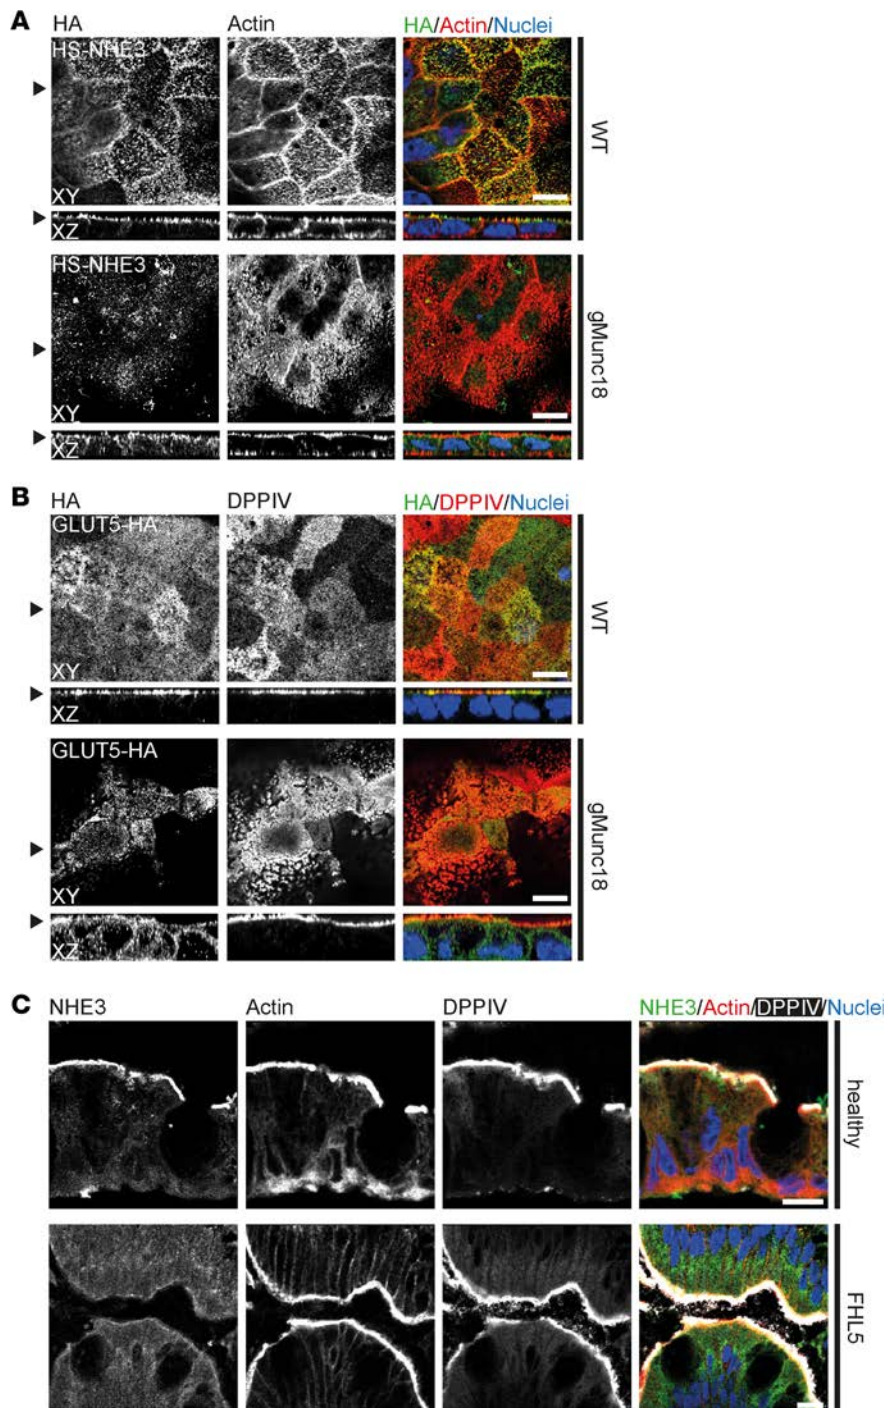 A
HA
Actin
HA/Actin/Nuclei
HS-NHE3
XY
XZ
WT
HS-NHE3
XY
XZ
gMunc18
B
HA
DPPIV
HA/DPPIV/Nuclei
GLUT5-HA
XY
XZ
WT
GLUT5-HA
XY
XZ
gMunc18
C
NHE3
Actin
DPPIV
NHE3/Actin/DPPIV/Nuclei
healthy
FHL5